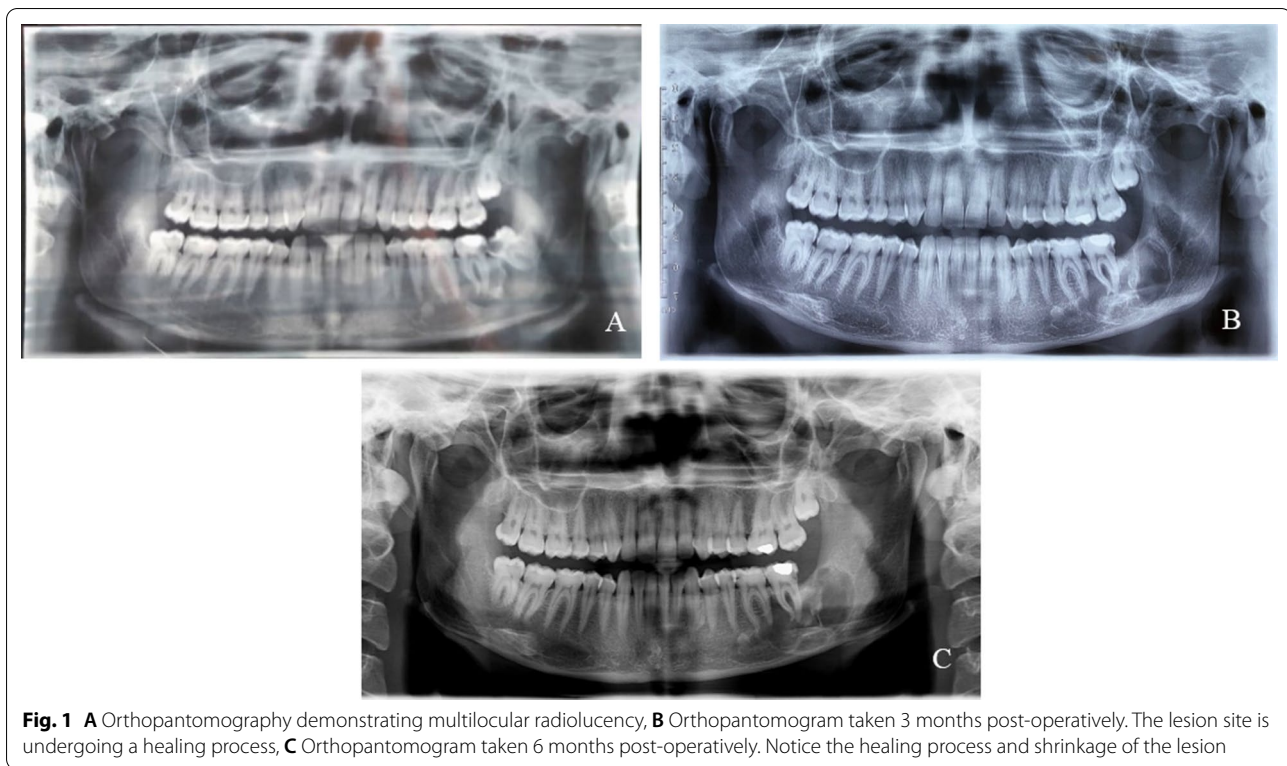 A
B
C
Fig. 1 A Orthopantomography demonstrating multilocular radiolucency, B Orthopantomogram taken 3 months post-operatively. The lesion site is
undergoing a healing process, C Orthopantomogram taken 6 months post-operatively. Notice the healing process and shrinkage of the lesion